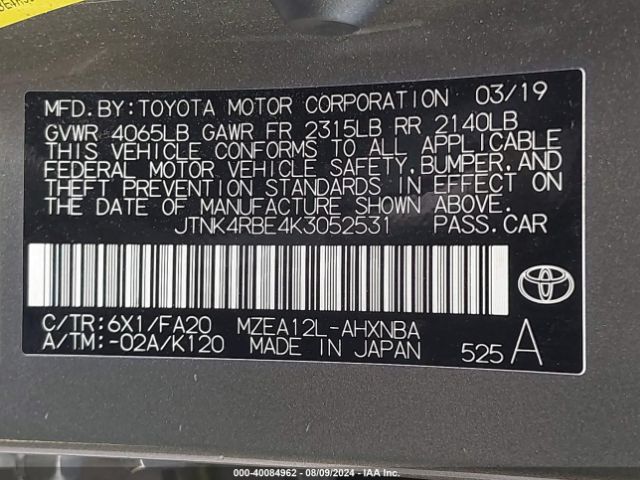 MFD. BY: TOYOTA MOTOR CORPORATION 03/19
GVWR 4065LB GAWR FR 2315LB RR 2140LB
THIS VEHICLE CONFORMS TO ALL APPLICABLE
FEDERAL MOTOR VEHICLE SAFETY, BUMPER, AND
THEFT PREVENTION STANDARDS IN EFFECT ON
THE DATE OF MANUFACTURE SHOWN ABOVE.
JTNK4RBE4K3052531 PASS. CAR
C/TR: 6X1/FA20 MZEA12L-AHXNBA
A/TM: -02A/K120 MADE IN JAPAN 525 A
000-40084962 - 08/09/2024 - IAA HQ